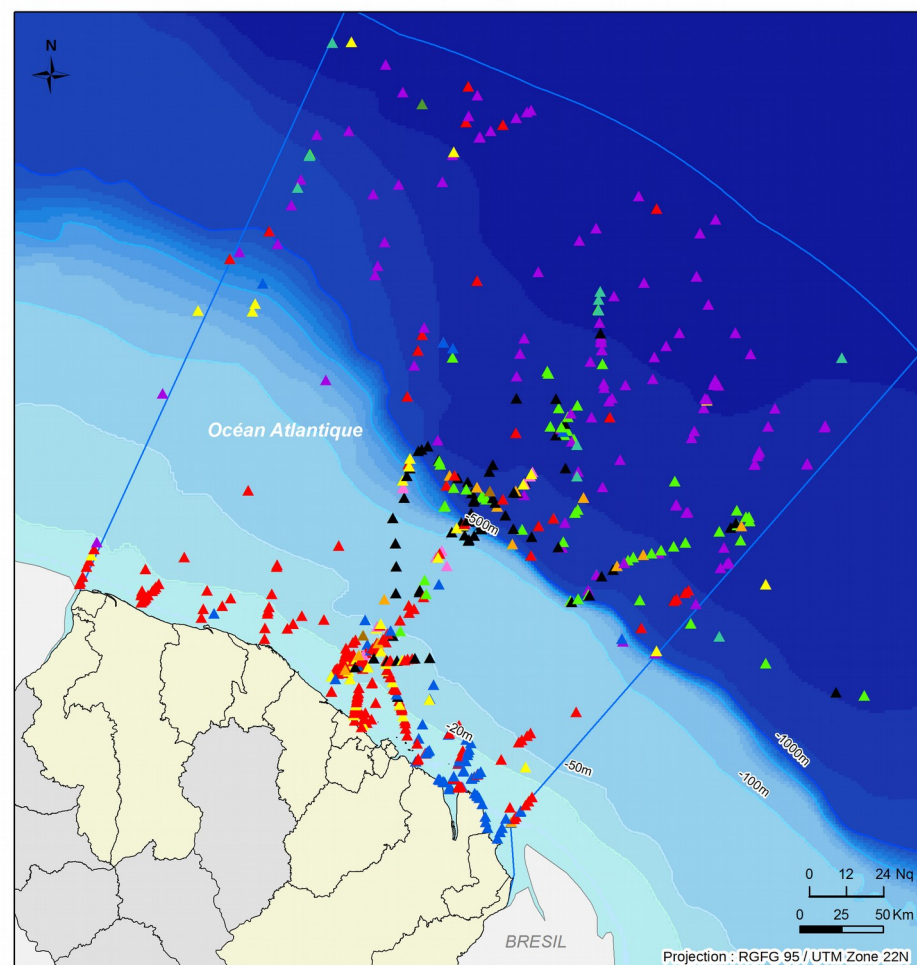 N
Océan Atlantique
-500m
-20m
-50m
-1000m
-100m
0 12 24 Nq
0 25 50 Km
BRESIL
Projection : RGFG 95 / UTM Zone 22N